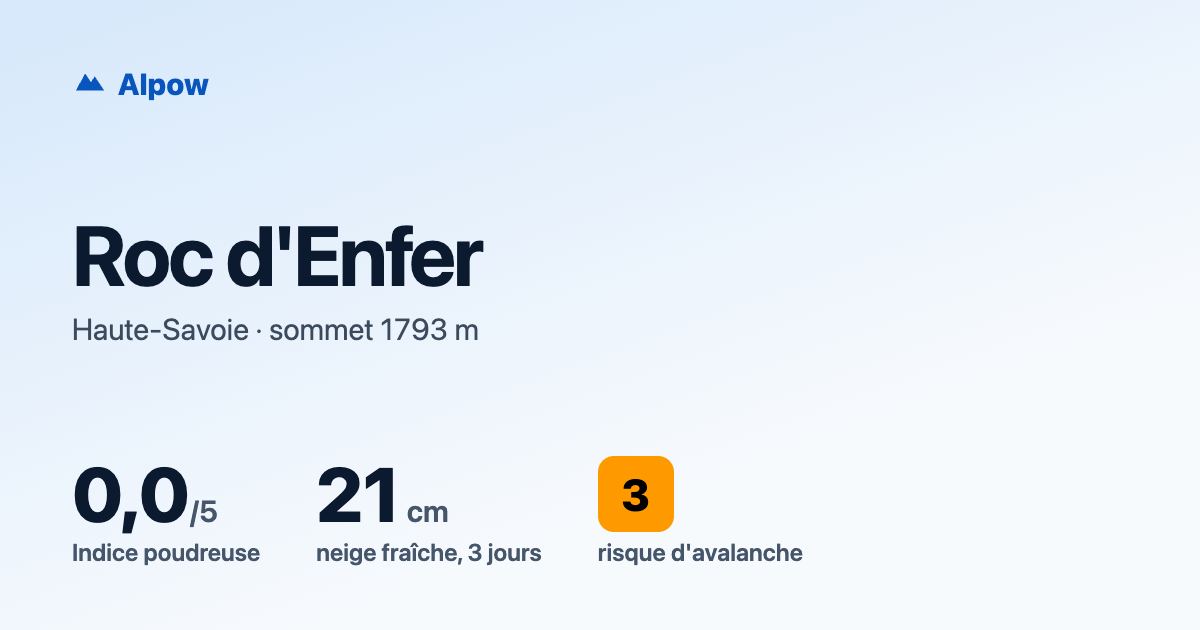 Alpow
Roc d'Enfer
Haute-Savoie · sommet 1793 m
0,0/5
Indice poudreuse
21 cm
neige fraîche, 3 jours
3
risque d'avalanche